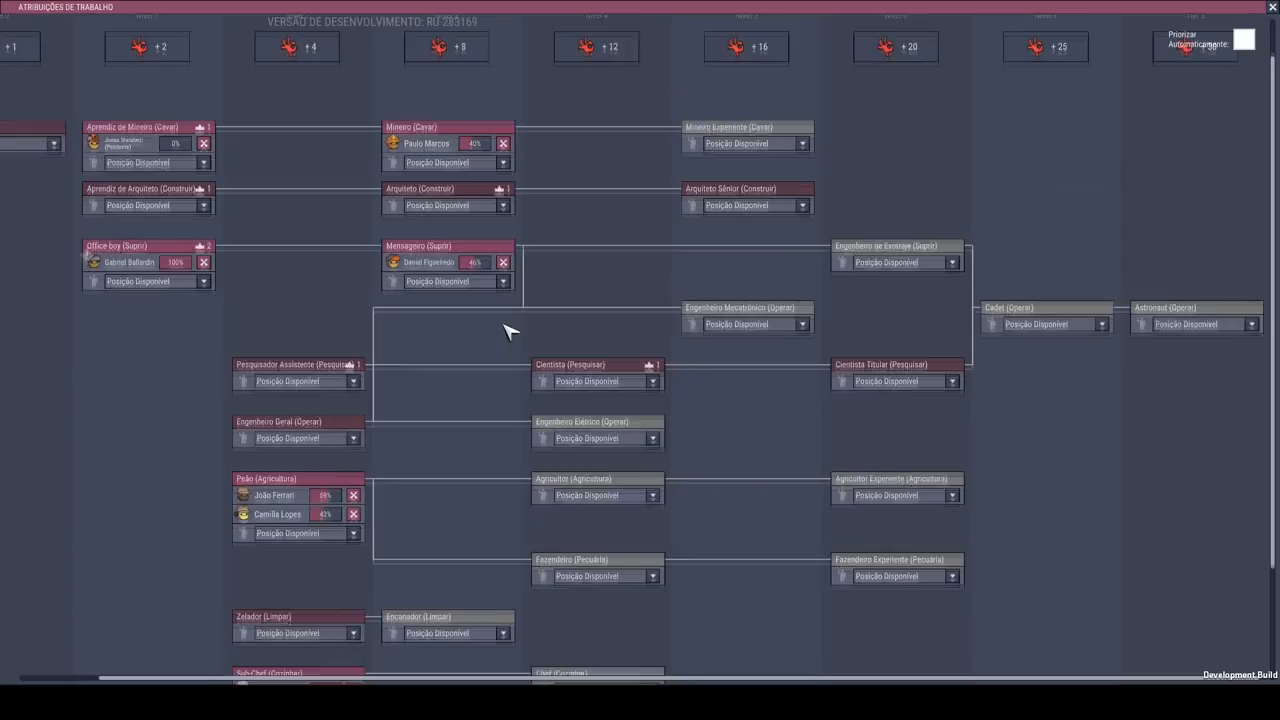 ATRIBUIÇÕES DE TRABALHO
VERSÃO DE DESENVOLVIMENTO: RU-283169
Priorizar
Automaticamente:
+1
+2
+4
+8
+12
+16
+20
+25
Aprendiz de Mineiro (Cavar) 1
(Pendente) 0%
Posição Disponível
Mineiro (Cavar)
Paulo Marcos 40%
Posição Disponível
Mineiro Experiente (Cavar)
Posição Disponível
Aprendiz de Arquiteto (Construir) 1
Posição Disponível
Arquiteto (Construir) 1
Posição Disponível
Arquiteto Sênior (Construir)
Posição Disponível
Office-boy (Suprir) 2
Gabriel Ballardin 100%
Posição Disponível
Mensageiro (Suprir)
Daniel Figueiredo 46%
Posição Disponível
Engenheiro de Exotraje (Suprir)
Posição Disponível
Engenheiro Mecatrônico (Operar)
Posição Disponível
Cadet (Operar)
Posição Disponível
Astronaut (Operar)
Posição Disponível
Pesquisador Assistente (Pesquisar) 1
Posição Disponível
Cientista (Pesquisar) 1
Posição Disponível
Cientista Titular (Pesquisar)
Posição Disponível
Engenheiro Geral (Operar)
Posição Disponível
Engenheiro Elétrico (Operar)
Posição Disponível
Peão (Agricultura)
João Ferrari 59%
Camilla Lopes 43%
Posição Disponível
Agricultor (Agricultura)
Posição Disponível
Agricultor Experiente (Agricultura)
Posição Disponível
Fazendeiro (Pecuária)
Posição Disponível
Fazendeiro Experiente (Pecuária)
Posição Disponível
Zelador (Limpar)
Posição Disponível
Encanador (Limpar)
Posição Disponível
Sub-Chef (Cozinhar)
Chef (Cozinhar)
Development Build